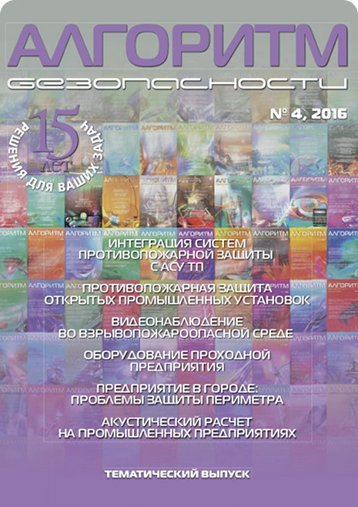 АЛГОРИТМ
БЕЗОПАСНОСТИ
№ 4, 2016
15
ЛЕТ
РЕШЕНИЯ ДЛЯ ВАШИХ ЗАДАЧ
ИНТЕГРАЦИЯ СИСТЕМ
ПРОТИВОПОЖАРНОЙ ЗАЩИТЫ
С АСУ ТП
ПРОТИВОПОЖАРНАЯ ЗАЩИТА
ОТКРЫТЫХ ПРОМЫШЛЕННЫХ УСТАНОВОК
ВИДЕОНАБЛЮДЕНИЕ
ВО ВЗРЫВОПОЖАРООПАСНОЙ СРЕДЕ
ОБОРУДОВАНИЕ ПРОХОДНОЙ
ПРЕДПРИЯТИЯ
ПРЕДПРИЯТИЕ В ГОРОДЕ:
ПРОБЛЕМЫ ЗАЩИТЫ ПЕРИМЕТРА
АКУСТИЧЕСКИЙ РАСЧЕТ
НА ПРОМЫШЛЕННЫХ ПРЕДПРИЯТИЯХ
ТЕМАТИЧЕСКИЙ ВЫПУСК